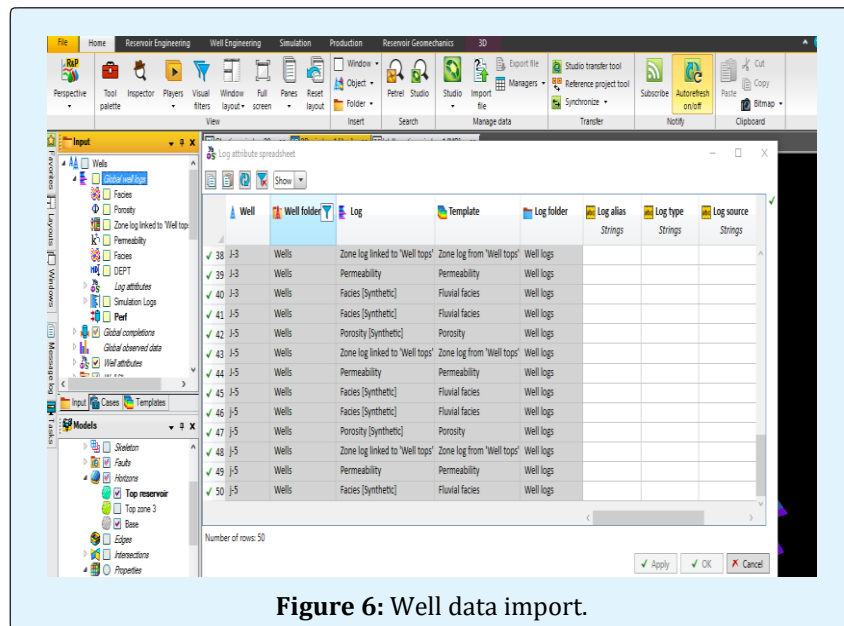 File Home Reservoir Engineering Well Engineering Simulation Production Reservoir Geomechanics 3D
R&P
Perspective
Tool palette
Inspector
Players
Visual filters
Window layout
Full screen
Panes
Reset layout
View
Window
Object
Folder
Insert
Petrel
Studio
Search
Studio
Import file
Export file
Managers
Manage data
Studio transfer tool
Reference project tool
Synchronize
Transfer
Subscribe
Autorefresh on/off
Notify
Paste
Cut
Copy
Bitmap
Clipboard
Favorites
Layouts
Windows
Message log
Tasks
Input
Wells
Global well logs
Facies
Porosity
Zone log linked to 'Well tops
Permeability
Facies
DEPT
Log attributes
Simulation Logs
Perf
Global completions
Global observed data
Well attributes
Input Cases Templates
Models
Skeleton
Faults
Horizons
Top reservoir
Top zone 3
Base
Edges
Intersections
Properties
Log attribute spreadsheet
Show
Well Well folder Log Template Log folder Log alias Log type Log source
Strings Strings Strings
38 J-3 Wells Zone log linked to 'Well tops' Zone log from 'Well tops' Well logs
39 J-3 Wells Permeability Permeability Well logs
40 J-3 Wells Facies [Synthetic] Fluvial facies Well logs
41 J-5 Wells Facies [Synthetic] Fluvial facies Well logs
42 J-5 Wells Porosity [Synthetic] Porosity Well logs
43 J-5 Wells Zone log linked to 'Well tops' Zone log from 'Well tops' Well logs
44 J-5 Wells Permeability Permeability Well logs
45 J-5 Wells Facies [Synthetic] Fluvial facies Well logs
46 j-5 Wells Facies [Synthetic] Fluvial facies Well logs
47 j-5 Wells Porosity [Synthetic] Porosity Well logs
48 j-5 Wells Zone log linked to 'Well tops' Zone log from 'Well tops' Well logs
49 j-5 Wells Permeability Permeability Well logs
50 j-5 Wells Facies [Synthetic] Fluvial facies Well logs
Number of rows: 50
Apply OK Cancel
Figure 6: Well data import.